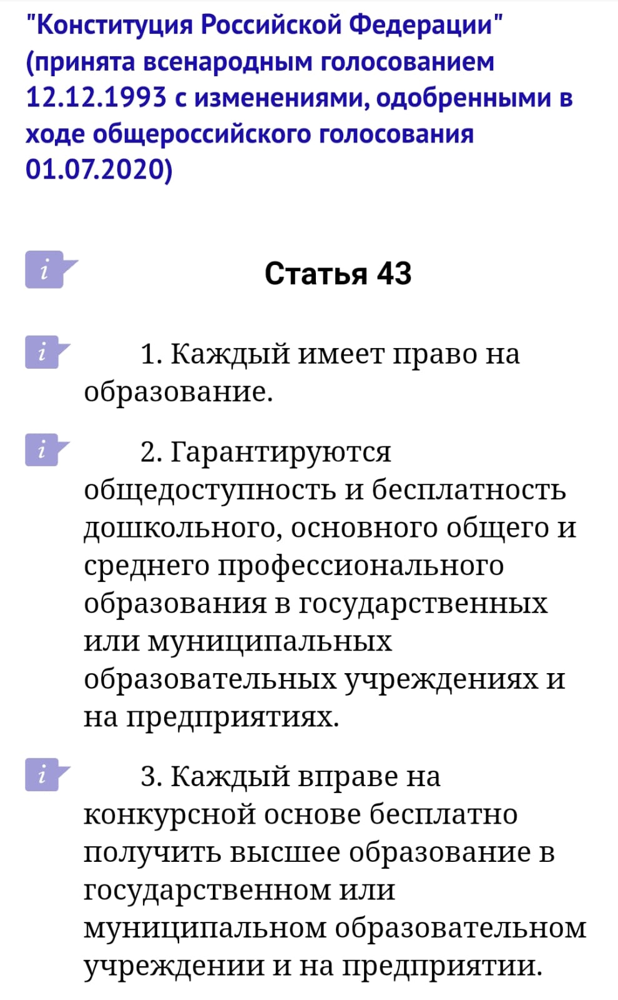 "Конституция Российской Федерации"
(принята всенародным голосованием
12.12.1993 с изменениями, одобренными в
ходе общероссийского голосования
01.07.2020)
i
Статья 43
i
1. Каждый имеет право на
образование.
i
2. Гарантируются
общедоступность и бесплатность
дошкольного, основного общего и
среднего профессионального
образования в государственных
или муниципальных
образовательных учреждениях и
на предприятиях.
i
3. Каждый вправе на
конкурсной основе бесплатно
получить высшее образование в
государственном или
муниципальном образовательном
учреждении и на предприятии.